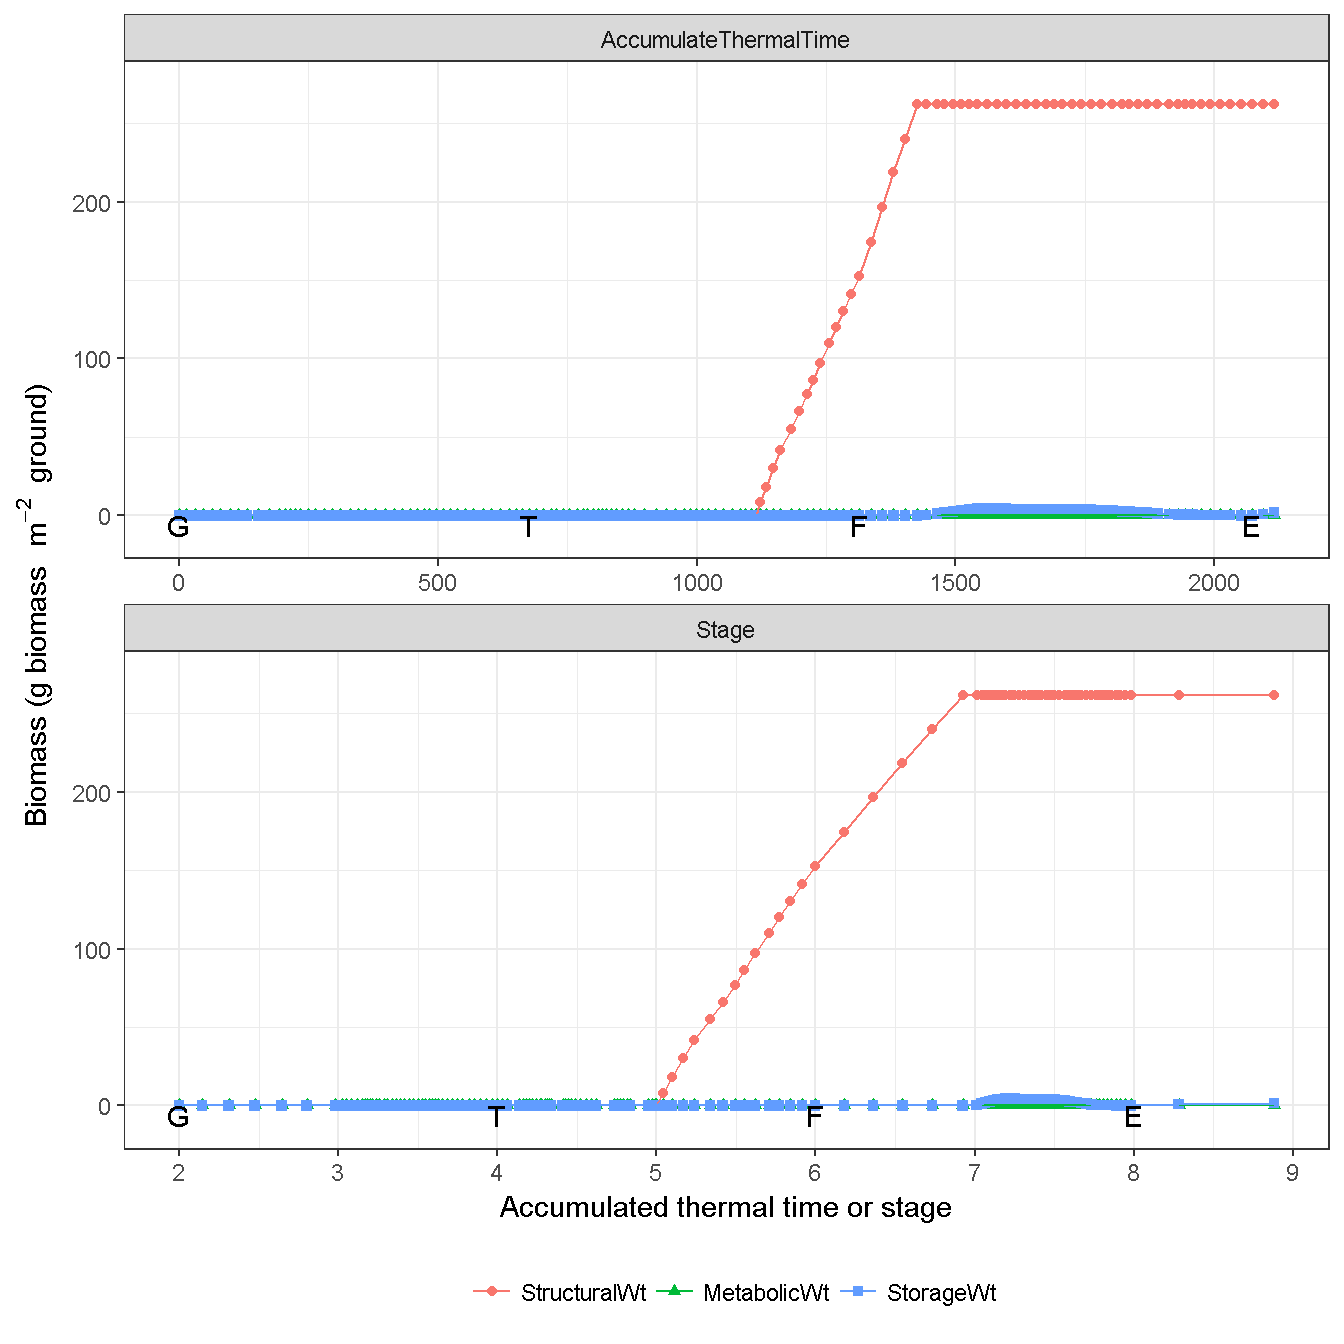 AccumulateThermalTime
200
100
0
G T F E
0 500 1000 1500 2000
Stage
200
100
0
G T F E
2 3 4 5 6 7 8 9
Biomass (g biomass m⁻² ground)
Accumulated thermal time or stage
StructuralWt MetabolicWt StorageWt